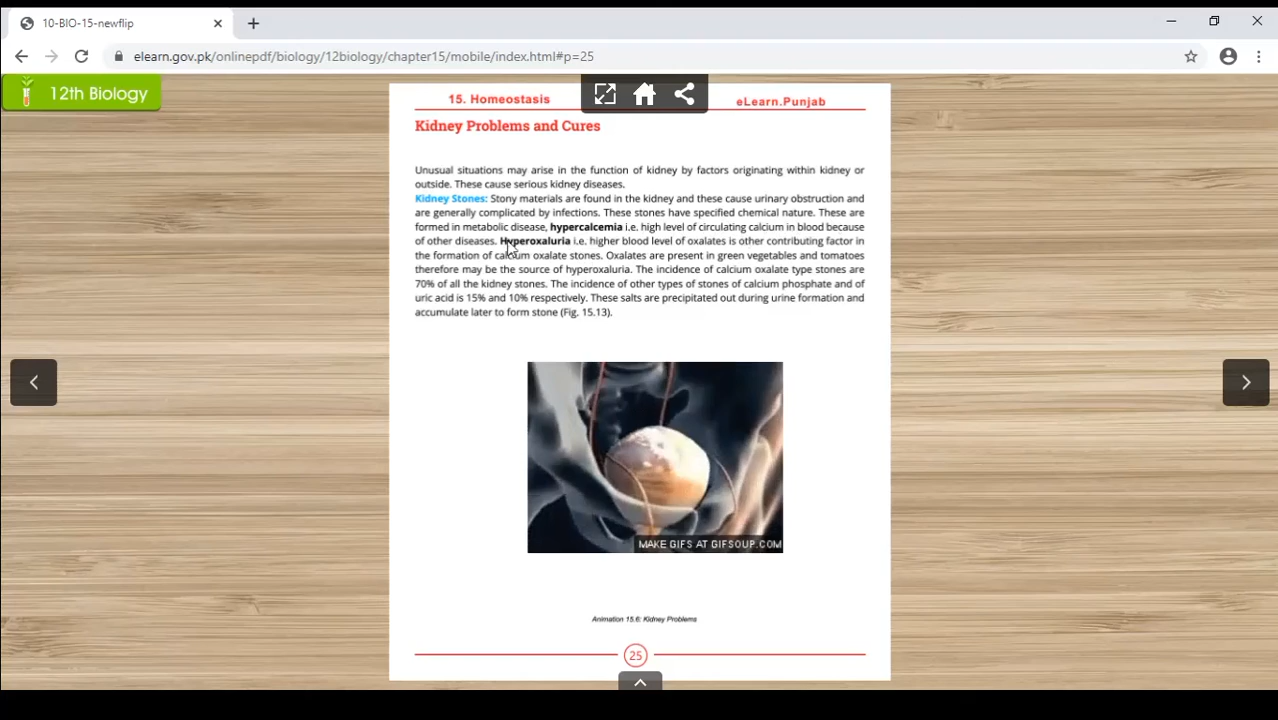 10-BIO-15-newflip
elearn.gov.pk/onlinepdf/biology/12biology/chapter15/mobile/index.html#p=25
12th Biology
15. Homeostasis
eLearn.Punjab
Kidney Problems and Cures
Unusual situations may arise in the function of kidney by factors originating within kidney or
outside. These cause serious kidney diseases.
Kidney Stones: Stony materials are found in the kidney and these cause urinary obstruction and
are generally complicated by infections. These stones have specified chemical nature. These are
formed in metabolic disease, hypercalcemia i.e. high level of circulating calcium in blood because
of other diseases. Hyperoxaluria i.e. higher blood level of oxalates is other contributing factor in
the formation of calcium oxalate stones. Oxalates are present in green vegetables and tomatoes
therefore may be the source of hyperoxaluria. The incidence of calcium oxalate type stones are
70% of all the kidney stones. The incidence of other types of stones of calcium phosphate and of
uric acid is 15% and 10% respectively. These salts are precipitated out during urine formation and
accumulate later to form stone (Fig. 15.13).
MAKE GIFS AT GIFSOUP.COM
Animation 15.6: Kidney Problems
25